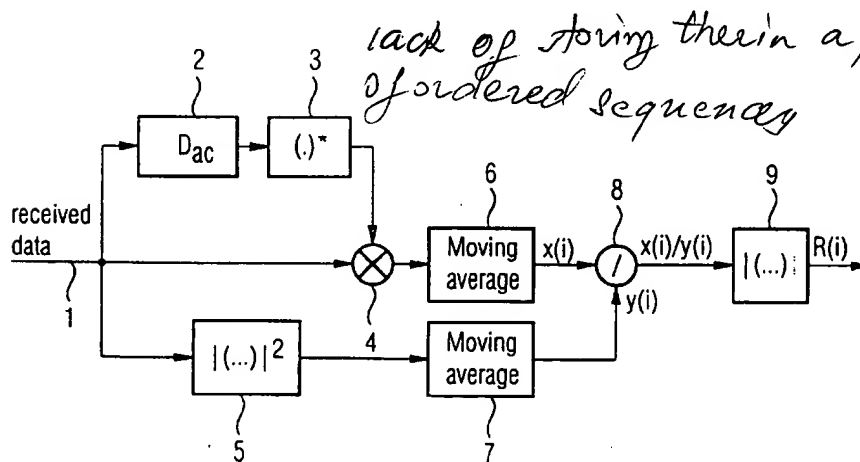 lack of storing therin a,
of ordered sequences
2
3
D_ac
(.)*
received
data
1
4
6
Moving
average
x(i)
8
/
x(i)/y(i)
y(i)
9
|(...)|
R(i)
|(...)|²
5
Moving
average
7